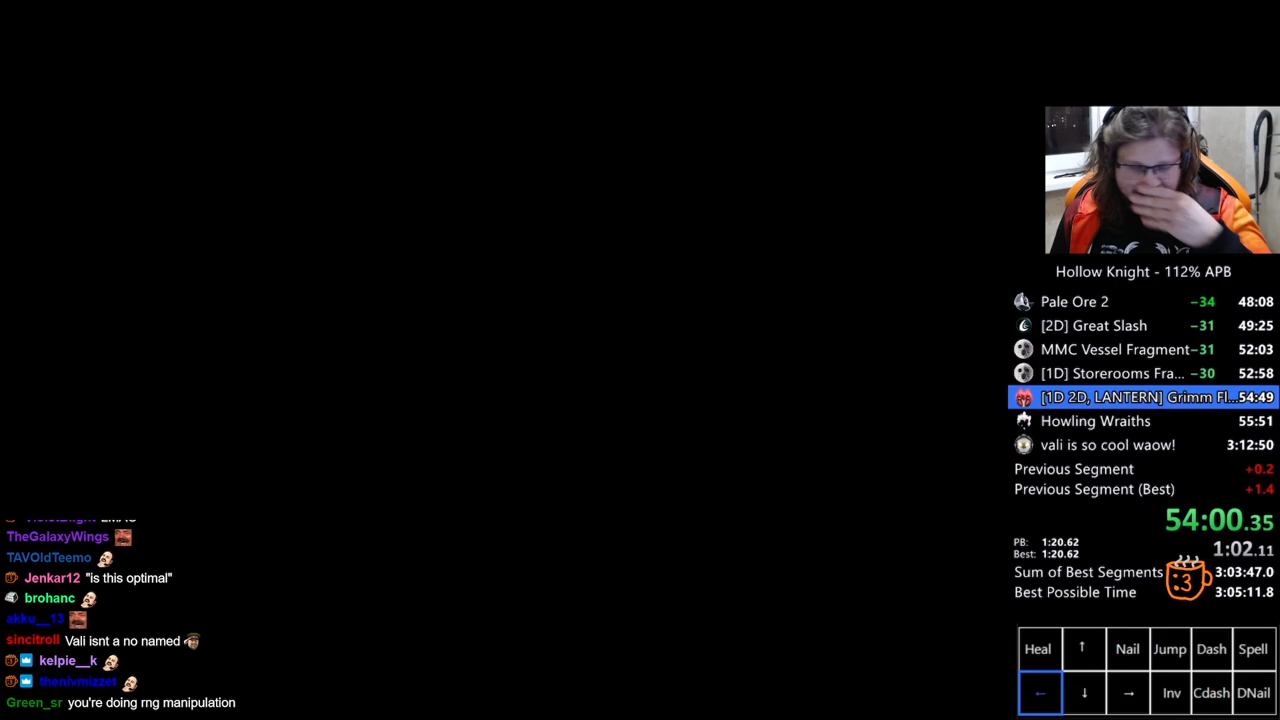 Hollow Knight - 112% APB
Pale Ore 2 -34 48:08
[2D] Great Slash -31 49:25
MMC Vessel Fragment -31 52:03
[1D] Storerooms Fra... -30 52:58
[1D 2D, LANTERN] Grimm Fl... 54:49
Howling Wraiths 55:51
vali is so cool waow! 3:12:50
Previous Segment +0.2
Previous Segment (Best) +1.4
54:00.35
PB: 1:20.62
Best: 1:20.62
1:02.11
Sum of Best Segments 3:03:47.0
Best Possible Time 3:05:11.8
:3
Heal ↑ Nail Jump Dash Spell
← ↓ → Inv Cdash DNail
TheGalaxyWings
TAVOldTeemo
Jenkar12 "is this optimal"
brohanc
akku__13
sincitroll Vali isnt a no named
kelpie__k
thenivmizzet
Green_sr you're doing rng manipulation